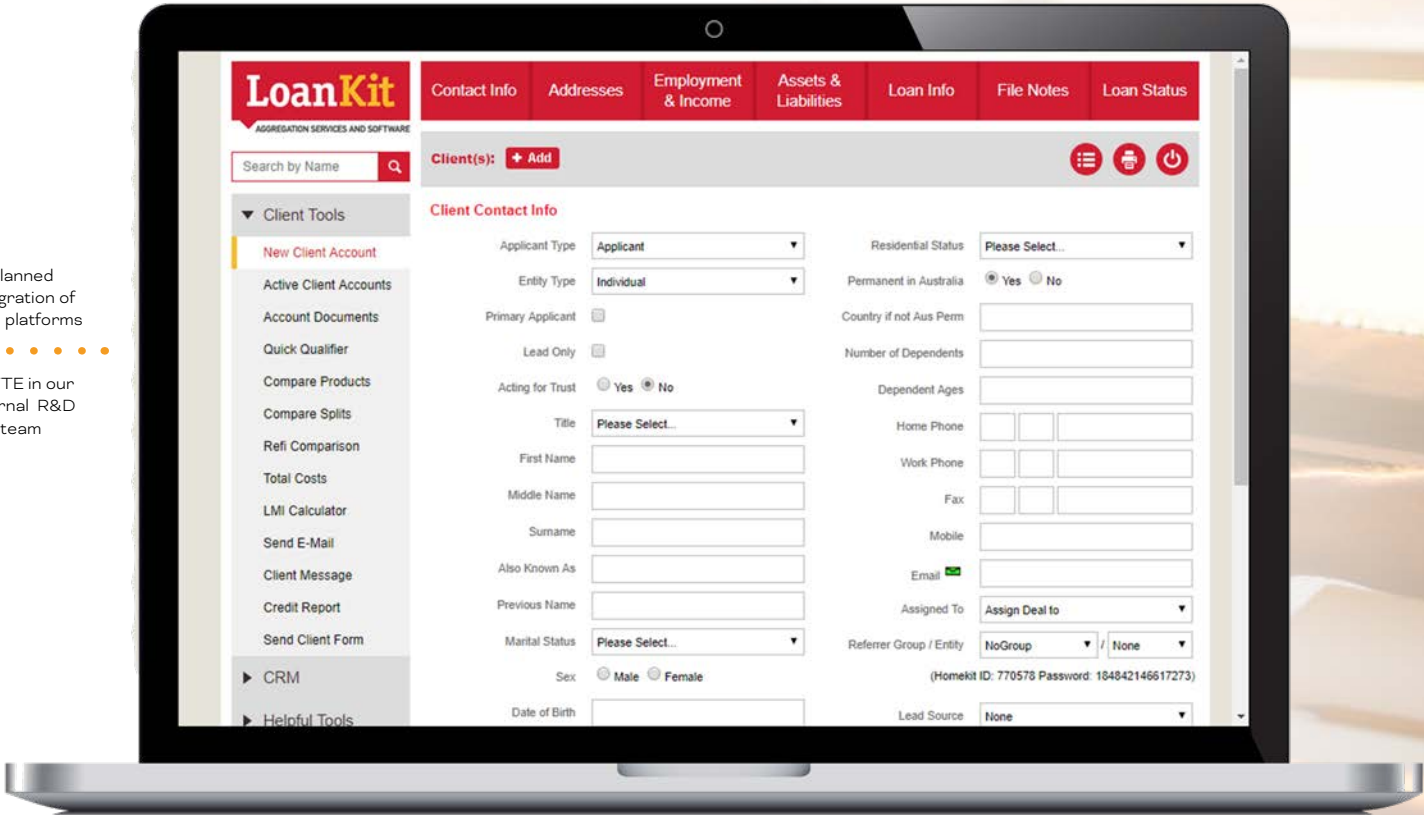 lanned
gration of
platforms
TE in our
rnal R&D
team
LoanKit
AGGREGATION SERVICES AND SOFTWARE
Search by Name
Contact Info
Addresses
Employment
& Income
Assets &
Liabilities
Loan Info
File Notes
Loan Status
Client(s): + Add
Client Tools
New Client Account
Active Client Accounts
Account Documents
Quick Qualifier
Compare Products
Compare Splits
Refi Comparison
Total Costs
LMI Calculator
Send E-Mail
Client Message
Credit Report
Send Client Form
CRM
Helpful Tools
Client Contact Info
Applicant Type Applicant
Entity Type Individual
Primary Applicant
Lead Only
Acting for Trust Yes No
Title Please Select...
First Name
Middle Name
Surname
Also Known As
Previous Name
Marital Status Please Select...
Sex Male Female
Date of Birth
Residential Status Please Select...
Permanent in Australia Yes No
Country if not Aus Perm
Number of Dependents
Dependent Ages
Home Phone
Work Phone
Fax
Mobile
Email
Assigned To Assign Deal to
Referrer Group / Entity NoGroup / None
(Homekit ID: 770578 Password: 184842146617273)
Lead Source None